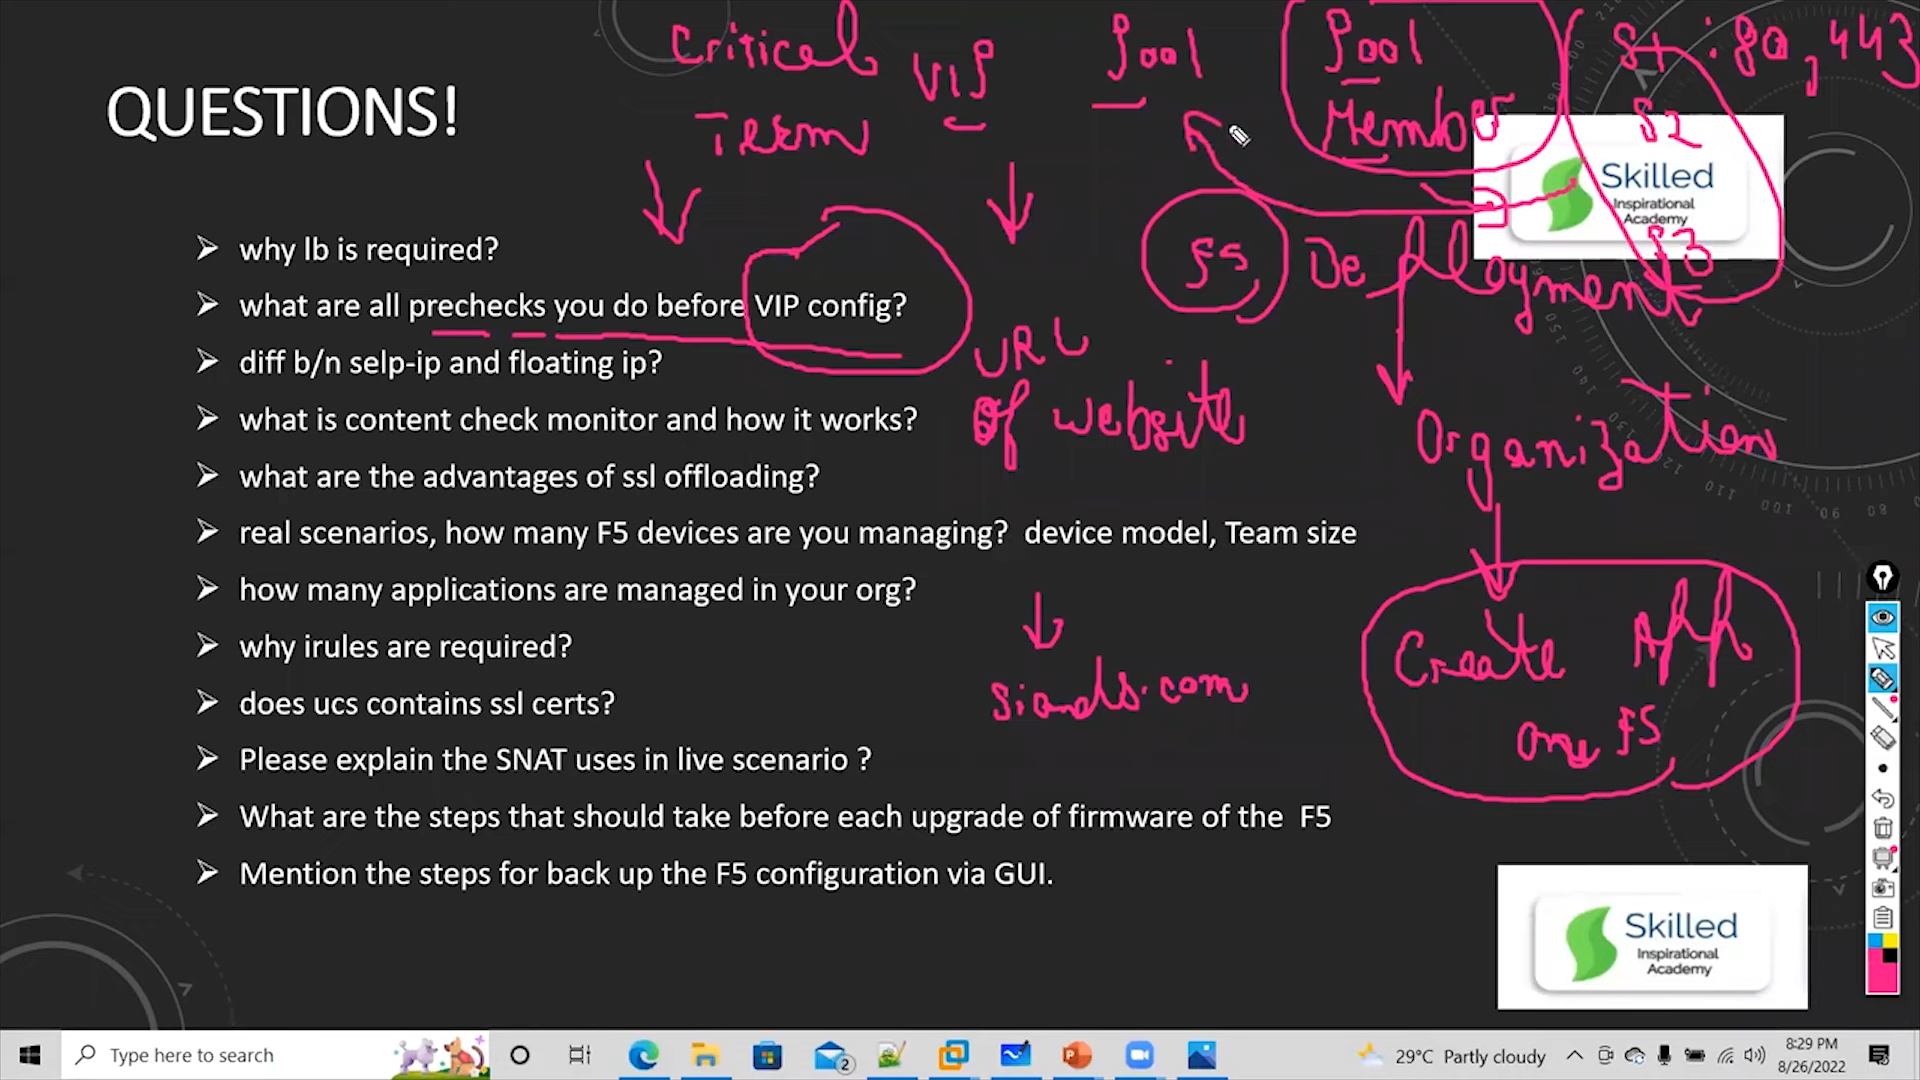 QUESTIONS!
why lb is required?
what are all prechecks you do before VIP config?
diff b/n selp-ip and floating ip?
what is content check monitor and how it works?
what are the advantages of ssl offloading?
real scenarios, how many F5 devices are you managing? device model, Team size
how many applications are managed in your org?
why irules are required?
does ucs contains ssl certs?
Please explain the SNAT uses in live scenario ?
What are the steps that should take before each upgrade of firmware of the F5
Mention the steps for back up the F5 configuration via GUI.
Critical
Term
VIP
Pool
Pool
Member
S1 : 80, 443
S2
S3
F5
Deployment
URL
of website
Organization
Create App
F5
Skilled
Inspirational
Academy
Skilled
Inspirational
Academy
Type here to search
2
29°C Partly cloudy
8:29 PM
8/26/2022